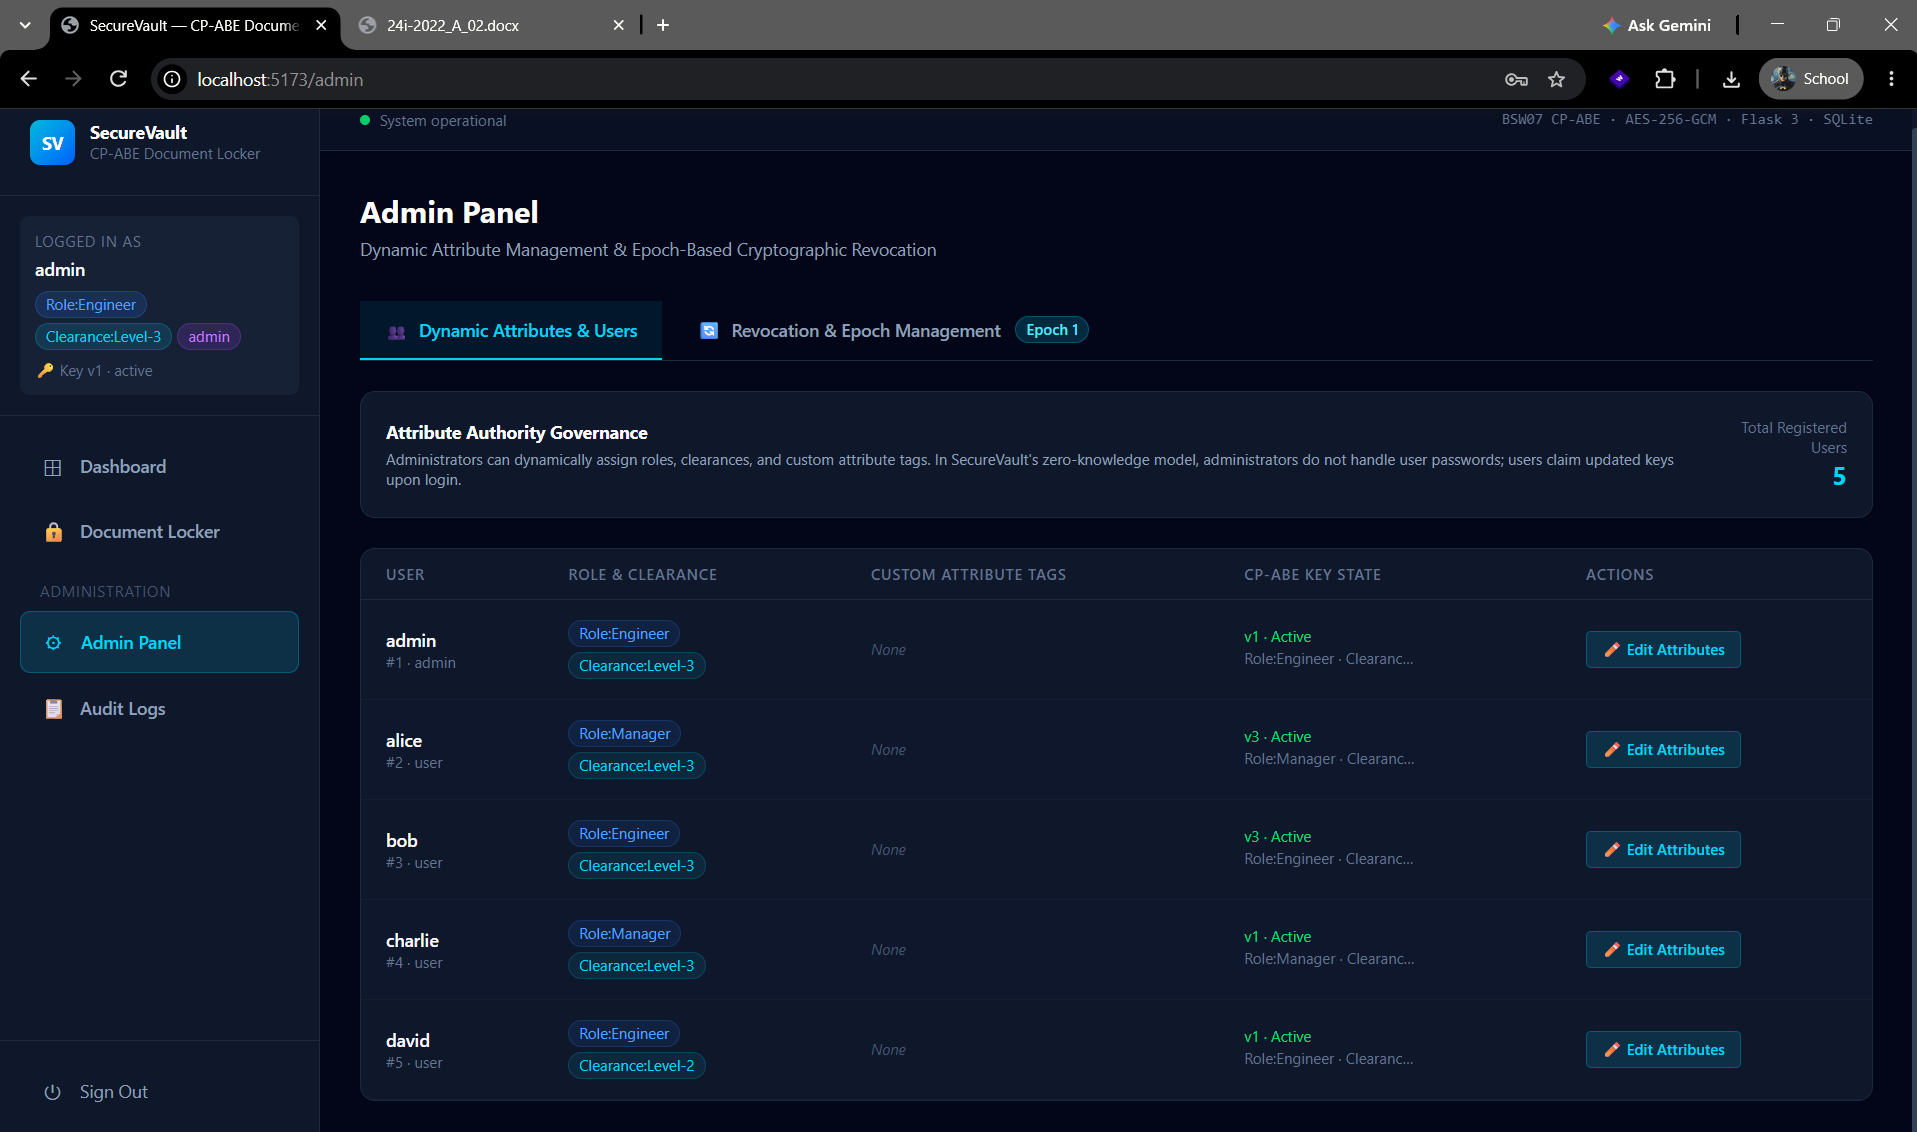 SecureVault — CP-ABE Docume
24i-2022_A_02.docx
Ask Gemini
localhost:5173/admin
School
SV
SecureVault
CP-ABE Document Locker
System operational
BSW07 CP-ABE · AES-256-GCM · Flask 3 · SQLite
LOGGED IN AS
admin
Role:Engineer
Clearance:Level-3 admin
Key v1 · active
Dashboard
Document Locker
ADMINISTRATION
Admin Panel
Audit Logs
Sign Out
Admin Panel
Dynamic Attribute Management & Epoch-Based Cryptographic Revocation
Dynamic Attributes & Users
Revocation & Epoch Management Epoch 1
Attribute Authority Governance
Administrators can dynamically assign roles, clearances, and custom attribute tags. In SecureVault's zero-knowledge model, administrators do not handle user passwords; users claim updated keys
upon login.
Total Registered
Users
5
USER ROLE & CLEARANCE CUSTOM ATTRIBUTE TAGS CP-ABE KEY STATE ACTIONS
admin
#1 · admin
Role:Engineer
Clearance:Level-3
None
v1 · Active
Role:Engineer · Clearanc...
Edit Attributes
alice
#2 · user
Role:Manager
Clearance:Level-3
None
v3 · Active
Role:Manager · Clearanc...
Edit Attributes
bob
#3 · user
Role:Engineer
Clearance:Level-3
None
v3 · Active
Role:Engineer · Clearanc...
Edit Attributes
charlie
#4 · user
Role:Manager
Clearance:Level-3
None
v1 · Active
Role:Manager · Clearanc...
Edit Attributes
david
#5 · user
Role:Engineer
Clearance:Level-2
None
v1 · Active
Role:Engineer · Clearanc...
Edit Attributes